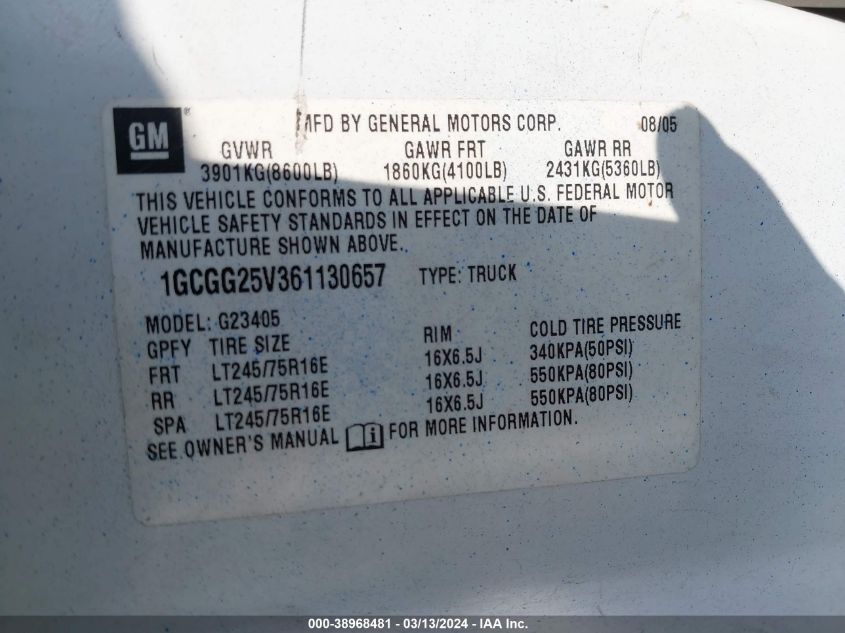 GM ® MFD BY GENERAL MOTORS CORP. 08/05
GVWR GAWR FRT GAWR RR
3901KG(8600LB) 1860KG(4100LB) 2431KG(5360LB)
THIS VEHICLE CONFORMS TO ALL APPLICABLE U.S. FEDERAL MOTOR
VEHICLE SAFETY STANDARDS IN EFFECT ON THE DATE OF
MANUFACTURE SHOWN ABOVE.
1GCGG25V361130657 TYPE: TRUCK
MODEL: G23405
GPFY TIRE SIZE RIM COLD TIRE PRESSURE
FRT LT245/75R16E 16X6.5J 340KPA(50PSI)
RR LT245/75R16E 16X6.5J 550KPA(80PSI)
SPA LT245/75R16E 16X6.5J 550KPA(80PSI)
SEE OWNER'S MANUAL i FOR MORE INFORMATION.
000-38968481 - 03/13/2024 - IAA Inc.